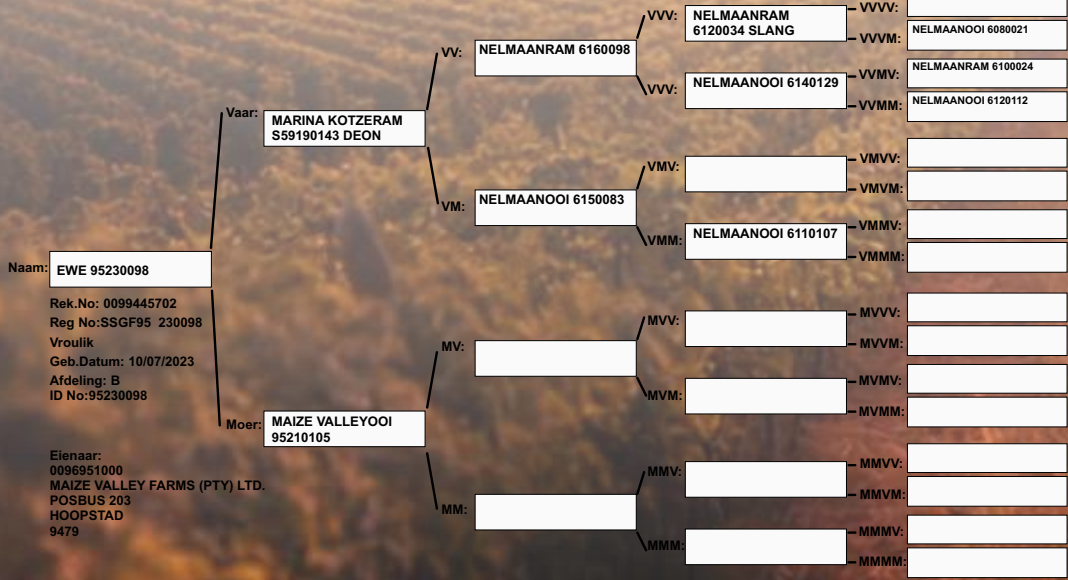 Naam:
EWE 95230098
Rek.No: 0099445702
Reg No:SSGF95 230098
Vroulik
Geb.Datum: 10/07/2023
Afdeling: B
ID No:95230098
Eienaar:
0096951000
MAIZE VALLEY FARMS (PTY) LTD.
POSBUS 203
HOOPSTAD
9479
Vaar:
MARINA KOTZERAM
S59190143 DEON
Moer:
MAIZE VALLEYOOI
95210105
VV:
NELMAANRAM 6160098
VM:
NELMAANOOI 6150083
MV:
MM:
VVV:
NELMAANRAM
6120034 SLANG
VVV:
NELMAANOOI 6140129
VMV:
VMM:
NELMAANOOI 6110107
MVV:
MVM:
MMV:
MMM:
VVVV:
VVVM:
NELMAANOOI 6080021
VVMV:
NELMAANRAM 6100024
VVMM:
NELMAANOOI 6120112
VMVV:
VMVM:
VMMV:
VMMM:
MVVV:
MVVM:
MVMV:
MVMM:
MMVV:
MMVM:
MMMV:
MMMM: